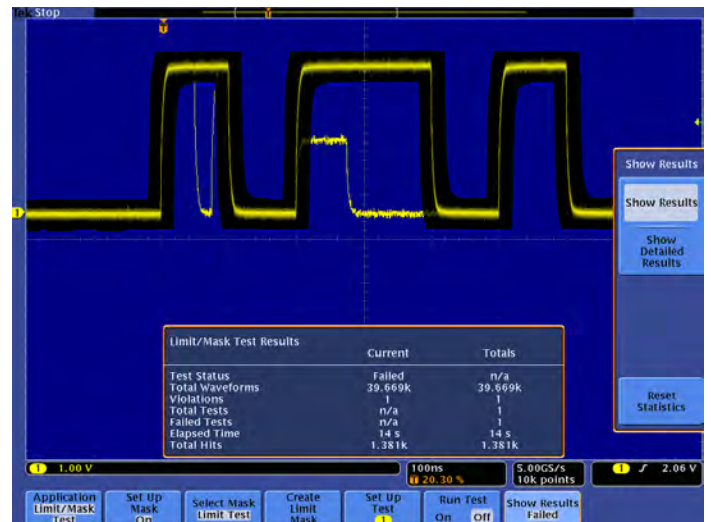 Tek Stop
T
T
1
Show Results
Show Results
Show
Detailed
Results
Limit/Mask Test Results
Current Totals
Test Status Failed n/a
Total Waveforms 39.669k 39.669k
Violations 1 1
Total Tests n/a 1
Failed Tests n/a 1
Elapsed Time 14 s 14 s
Total Hits 1.381k 1.381k
Reset
Statistics
1 1.00 V 100ns 5.00GS/s 1 2.06 V
T 20.30 % 10k points
Application Set Up Select Mask Create Set Up Run Test Show Results
Limit/Mask Mask Limit Test Limit Test On Off Failed
Test On Mask 1